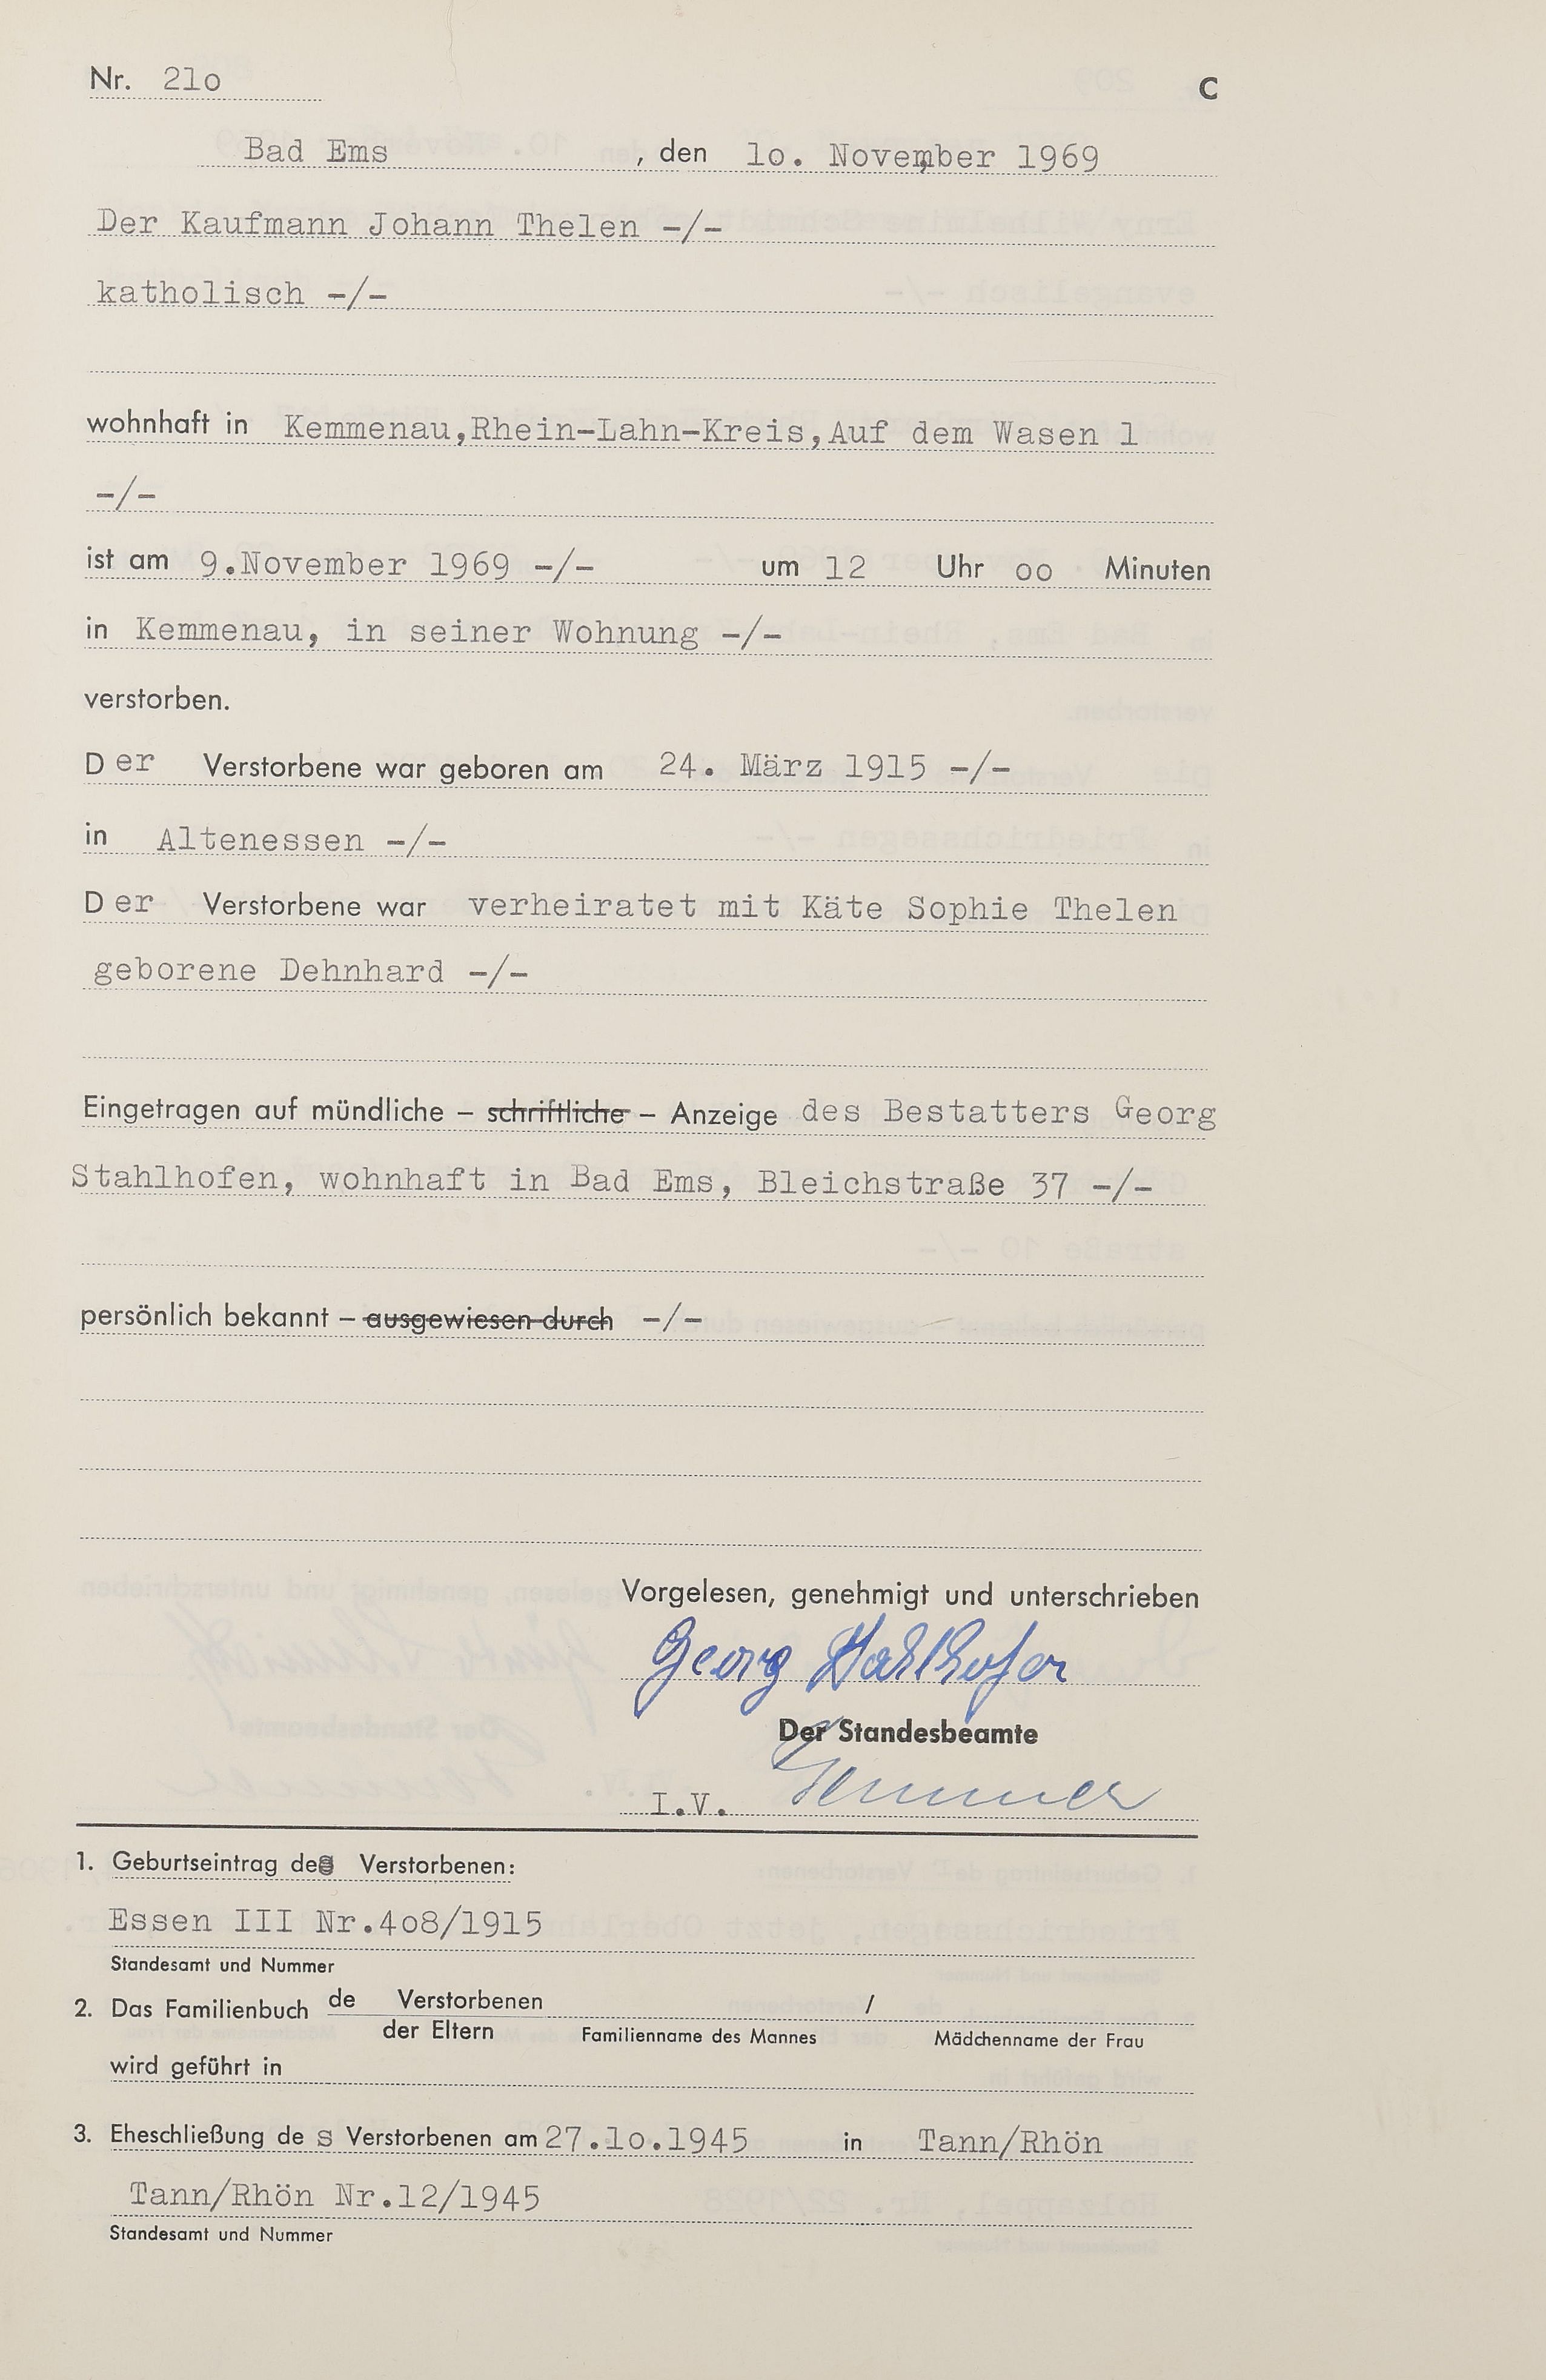 Nr. 21o
C
Bad Ems , den 1o. November 1969
Der Kaufmann Johann Thelen -/-
katholisch -/-
wohnhaft in Kemmenau,Rhein-Lahn-Kreis,Auf dem Wasen 1
-/-
ist am 9.November 1969 -/- um 12 Uhr oo Minuten
in Kemmenau, in seiner Wohnung -/-
verstorben.
Der Verstorbene war geboren am 24. März 1915 -/-
in Altenessen -/-
Der Verstorbene war verheiratet mit Käte Sophie Thelen
geborene Dehnhard -/-
Eingetragen auf mündliche – schriftliche – Anzeige des Bestatters Georg
Stahlhofen, wohnhaft in Bad Ems, Bleichstraße 37 -/-
persönlich bekannt – ausgewiesen durch -/-
Vorgelesen, genehmigt und unterschrieben
Georg Stahlhofen
Der Standesbeamte
I.V.
1. Geburtseintrag des Verstorbenen:
Essen III Nr.4o8/1915
Standesamt und Nummer
2. Das Familienbuch de Verstorbenen /
der Eltern Familienname des Mannes Mädchenname der Frau
wird geführt in
3. Eheschließung de s Verstorbenen am 27.1o.1945 in Tann/Rhön
Tann/Rhön Nr.12/1945
Standesamt und Nummer